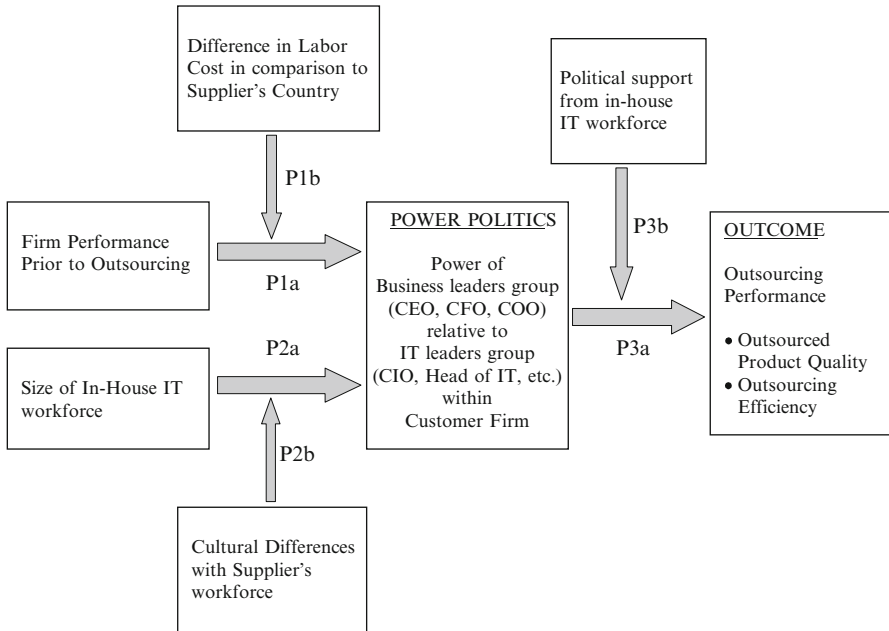 Difference in Labor
Cost in comparison to
Supplier's Country
Political support
from in-house
IT workforce
P1b
P3b
Firm Performance
Prior to Outsourcing
P1a
POWER POLITICS
Power of
Business leaders group
(CEO, CFO, COO)
relative to
IT leaders group
(CIO, Head of IT, etc.)
within
Customer Firm
P3a
OUTCOME
Outsourcing
Performance
• Outsourced
Product Quality
• Outsourcing
Efficiency
P2a
Size of In-House IT
workforce
P2b
Cultural Differences
with Supplier's
workforce